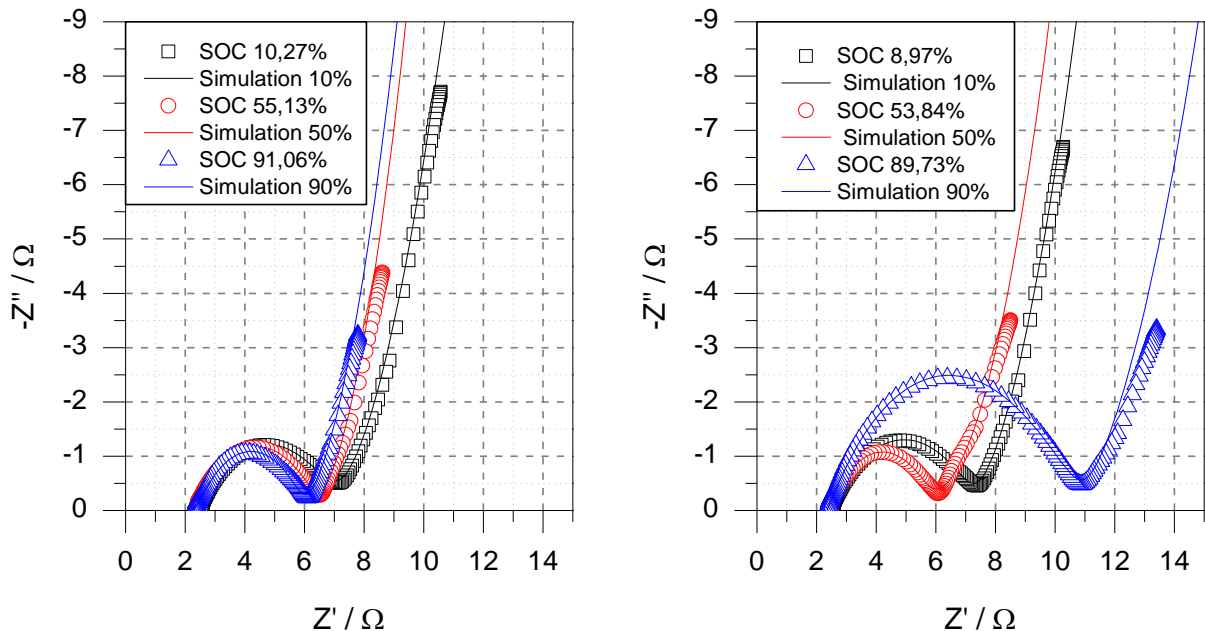 -9
-8
-7
-6
-5
-4
-3
-2
-1
0
-Z'' / Ω
SOC 10,27%
Simulation 10%
SOC 55,13%
Simulation 50%
SOC 91,06%
Simulation 90%
0 2 4 6 8 10 12 14
Z' / Ω
-9
-8
-7
-6
-5
-4
-3
-2
-1
0
-Z'' / Ω
SOC 8,97%
Simulation 10%
SOC 53,84%
Simulation 50%
SOC 89,73%
Simulation 90%
0 2 4 6 8 10 12 14
Z' / Ω